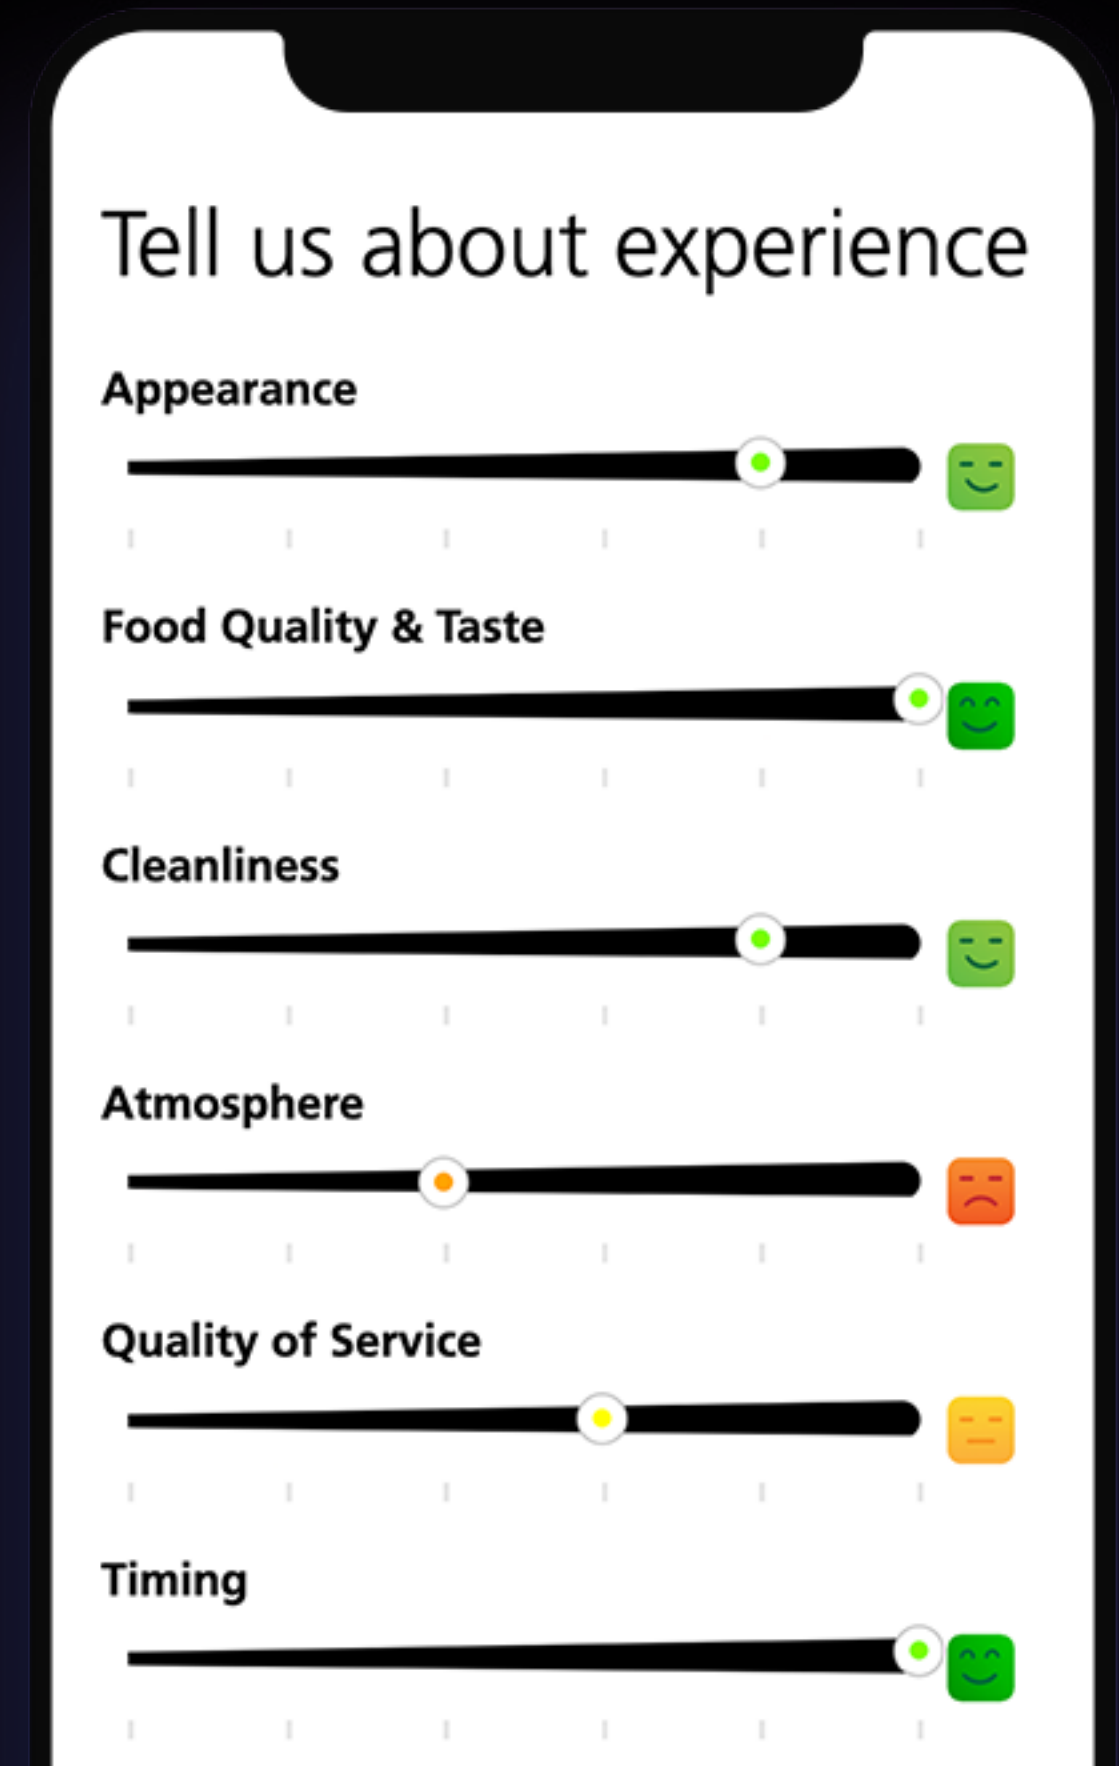 Tell us about experience
Appearance
Food Quality & Taste
Cleanliness
Atmosphere
Quality of Service
Timing